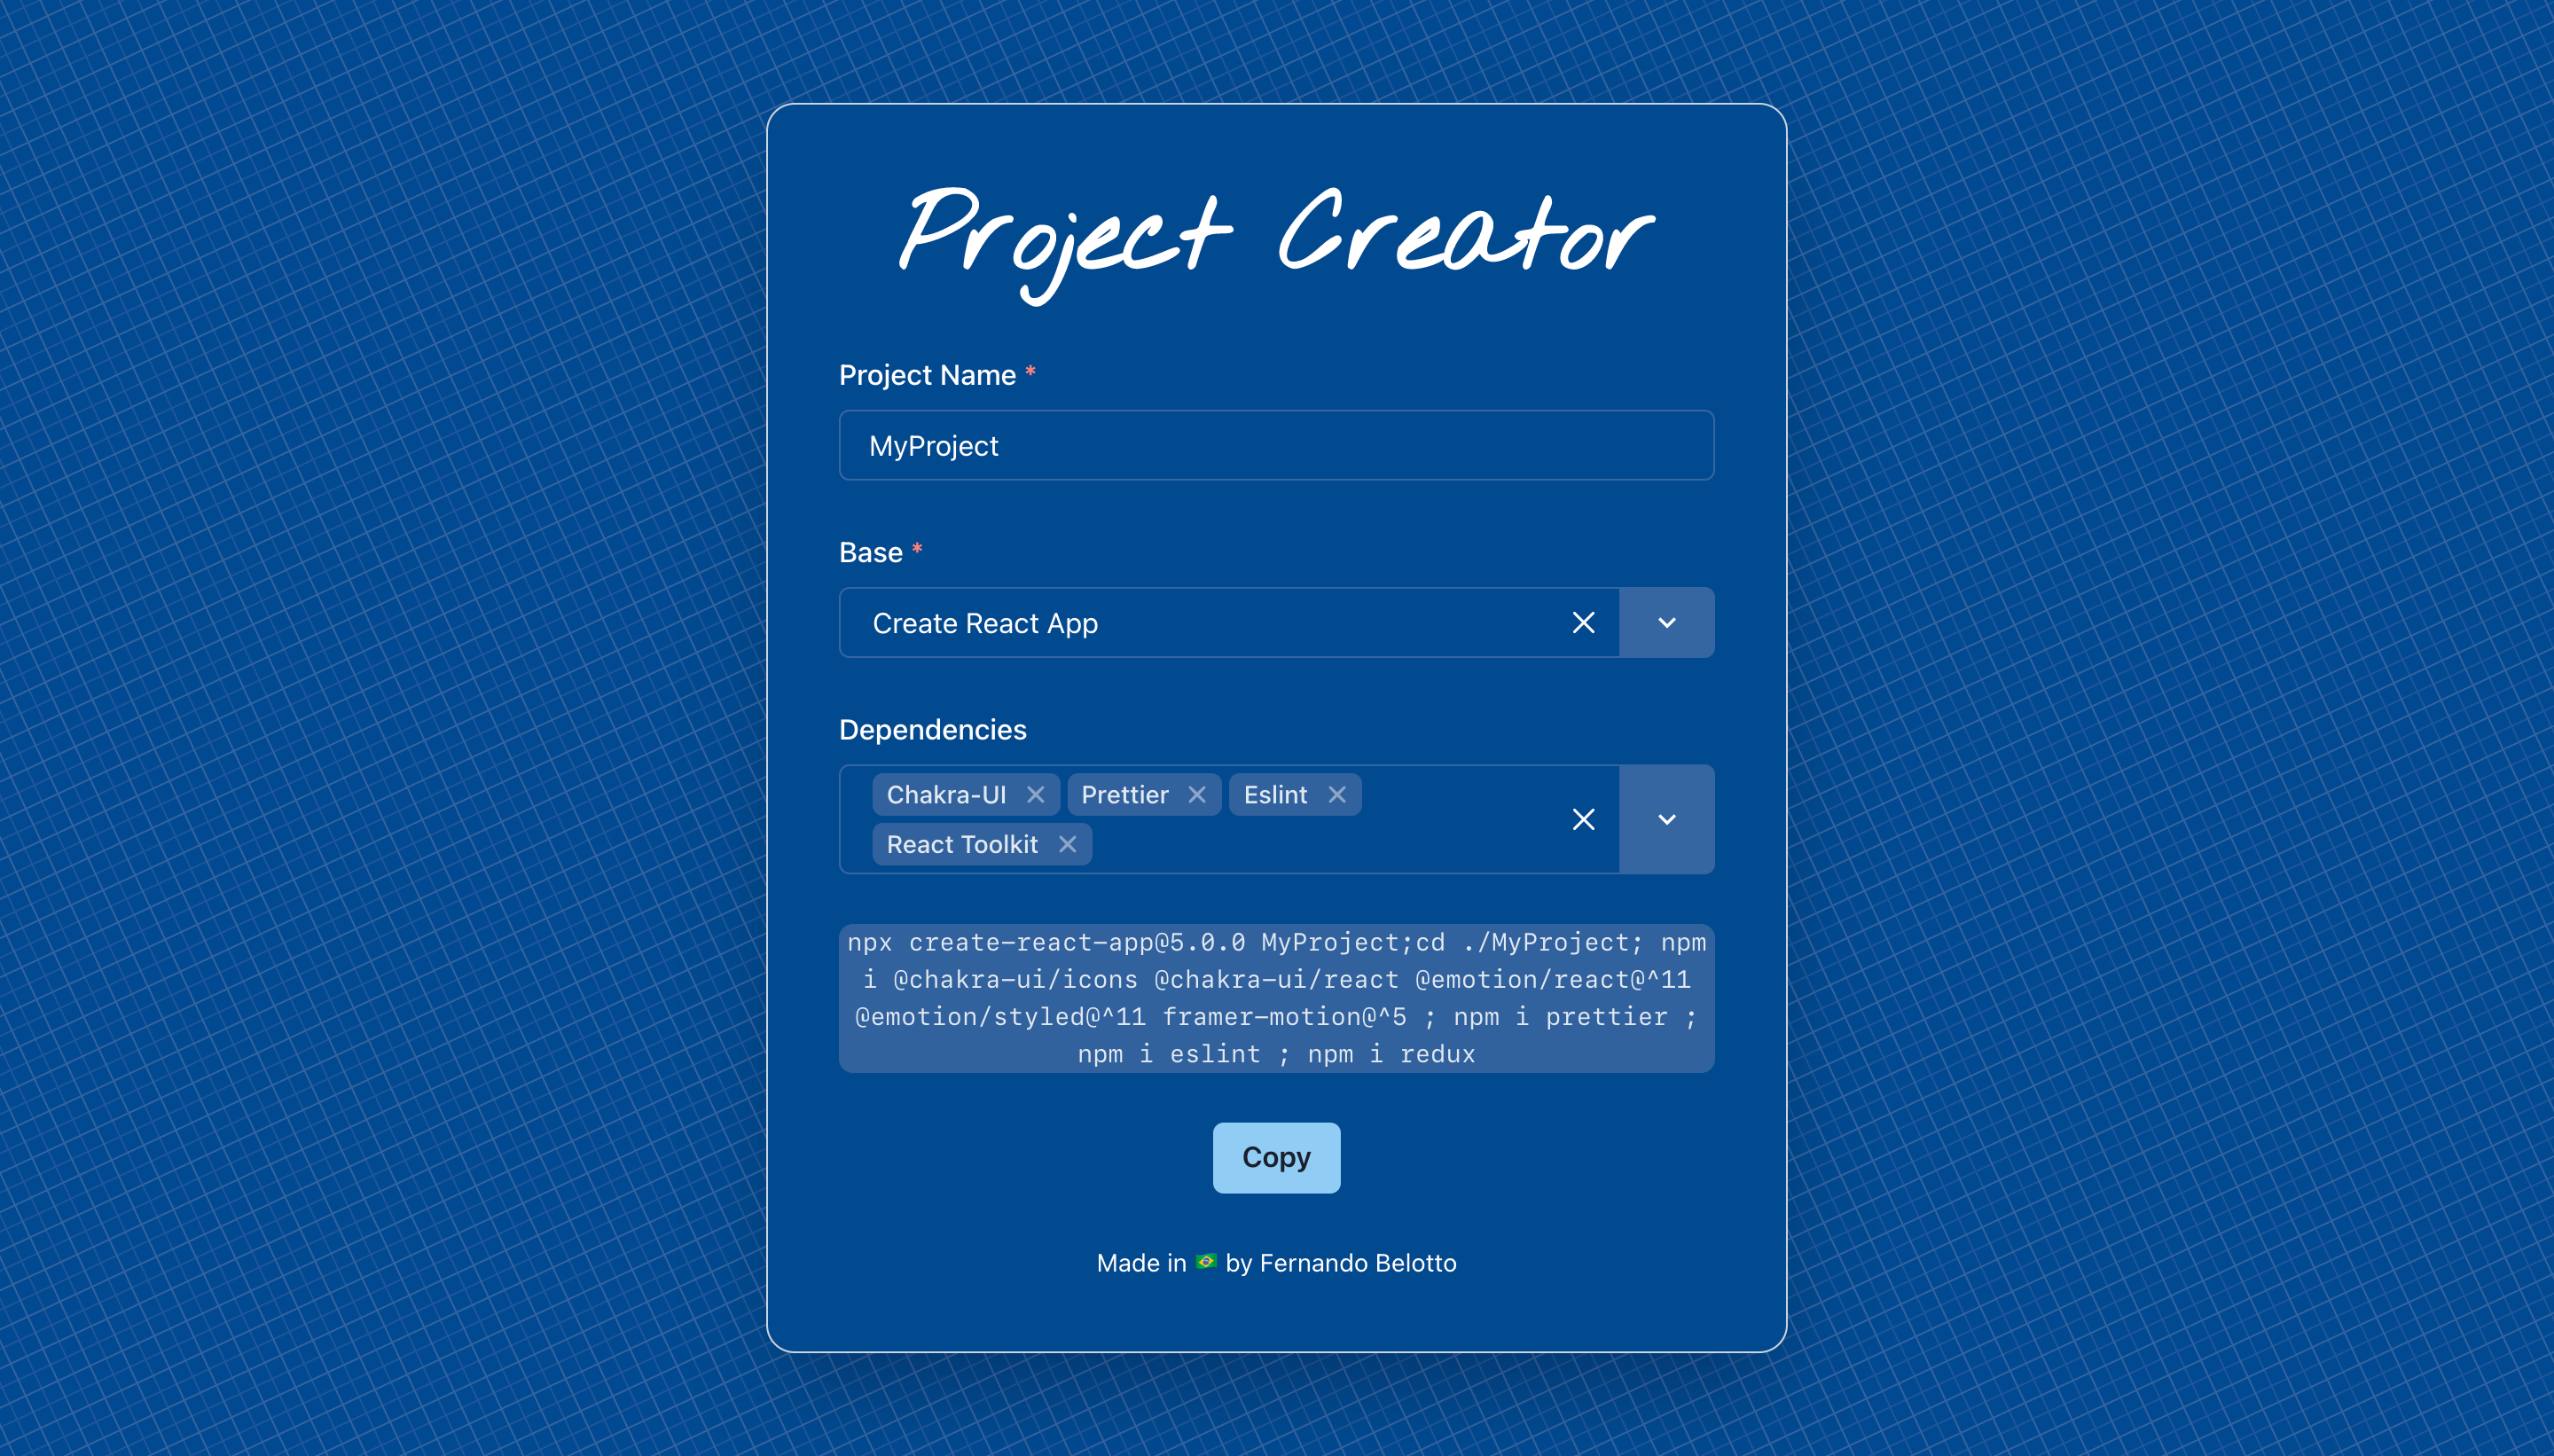 Project Creator
Project Name *
MyProject
Base *
Create React App
Dependencies
Chakra-UI Prettier Eslint
React Toolkit
npx create-react-app@5.0.0 MyProject;cd ./MyProject; npm
i @chakra-ui/icons @chakra-ui/react @emotion/react@^11
@emotion/styled@^11 framer-motion@^5 ; npm i prettier ;
npm i eslint ; npm i redux
Copy
Made in 🇧🇷 by Fernando Belotto